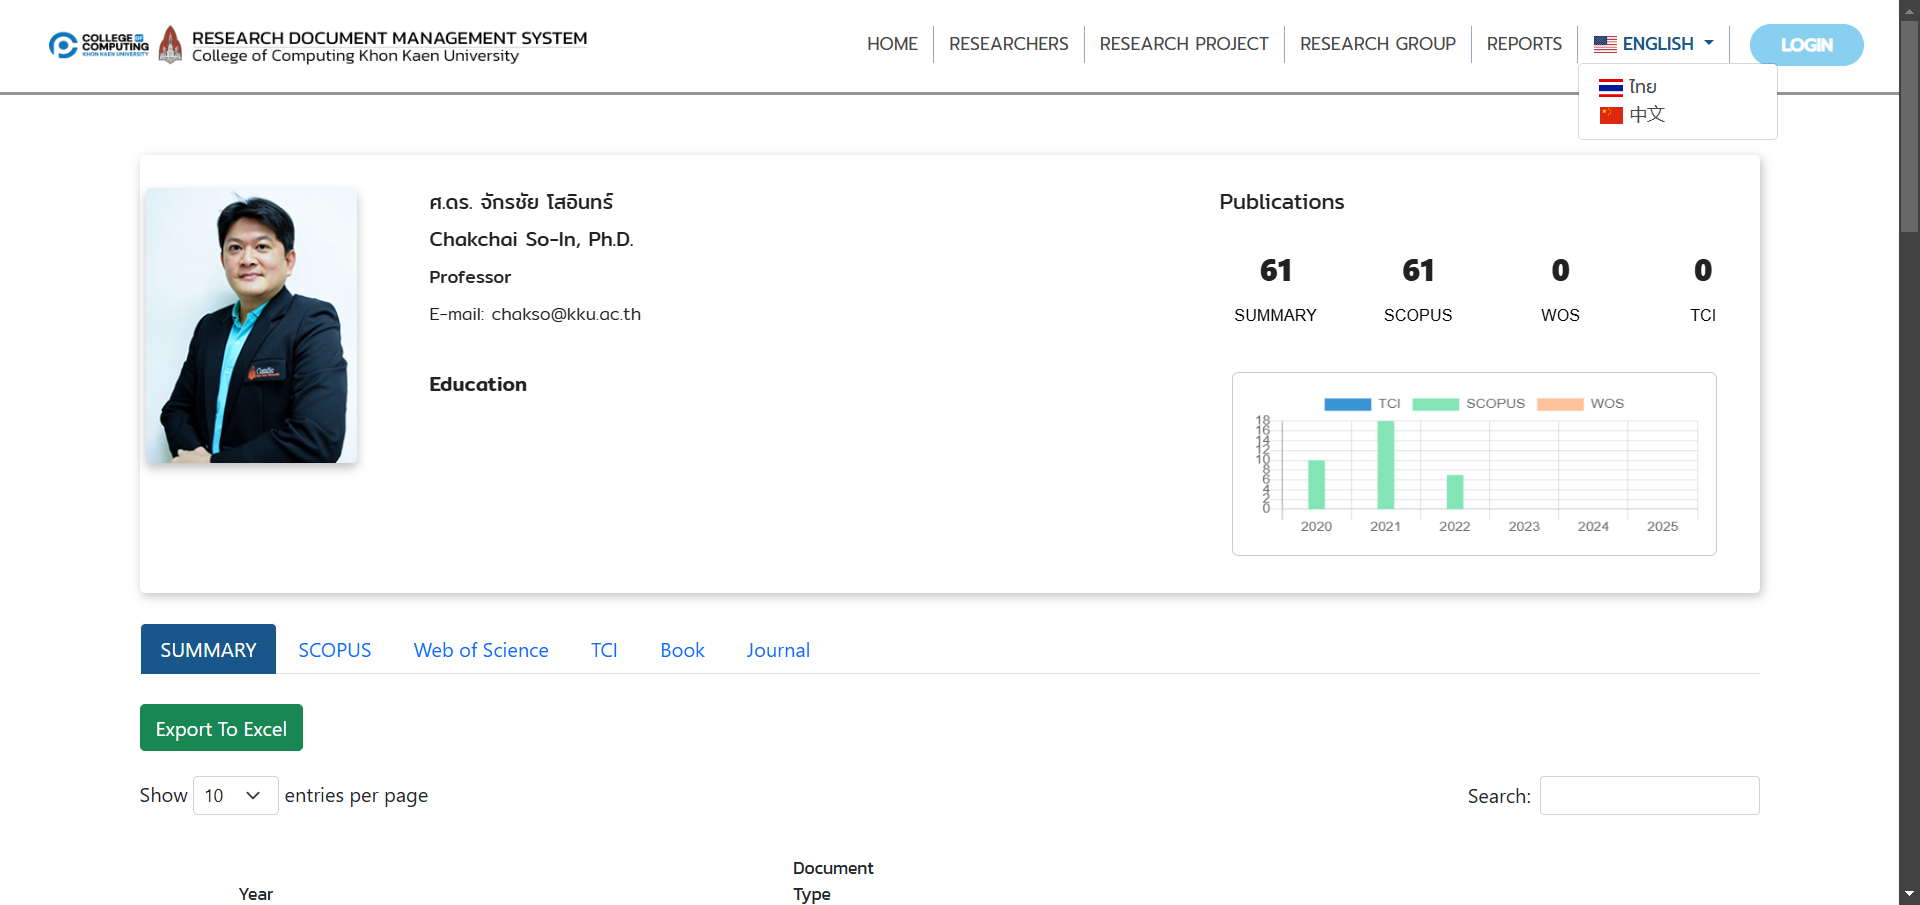 COLLEGE OF
COMPUTING
KHON KAEN UNIVERSITY
RESEARCH DOCUMENT MANAGEMENT SYSTEM
College of Computing Khon Kaen University
HOME
RESEARCHERS
RESEARCH PROJECT
RESEARCH GROUP
REPORTS
ENGLISH
LOGIN
ไทย
中文
ศ.ดร. จักรชัย โสอินทร์
Chakchai So-In, Ph.D.
Professor
E-mail: chakso@kku.ac.th
Education
Publications
61 61 0 0
SUMMARY SCOPUS WOS TCI
TCI SCOPUS WOS
18
16
14
12
10
8
6
4
2
0
2020 2021 2022 2023 2024 2025
SUMMARY SCOPUS Web of Science TCI Book Journal
Export To Excel
Show 10 entries per page
Search:
Year
Document
Type